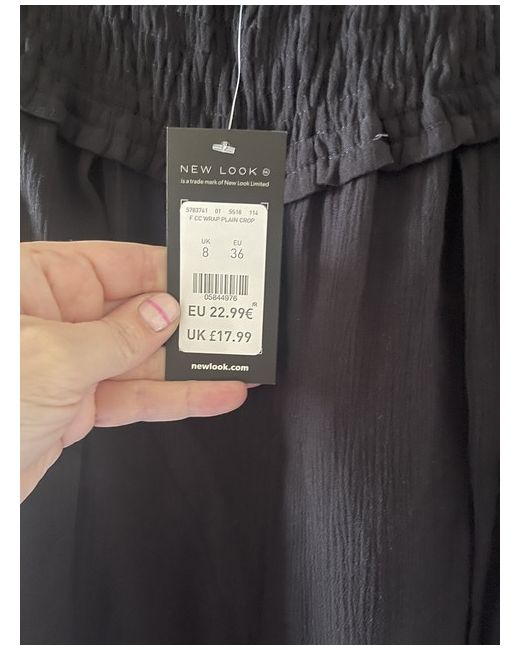 NEW LOOK
is a trade mark of New Look Limited
5783741 01 SS18 114
F CC WRAP PLAIN CROP
UK EU
8 36
05844976
EU 22.99€
UK £17.99
newlook.com